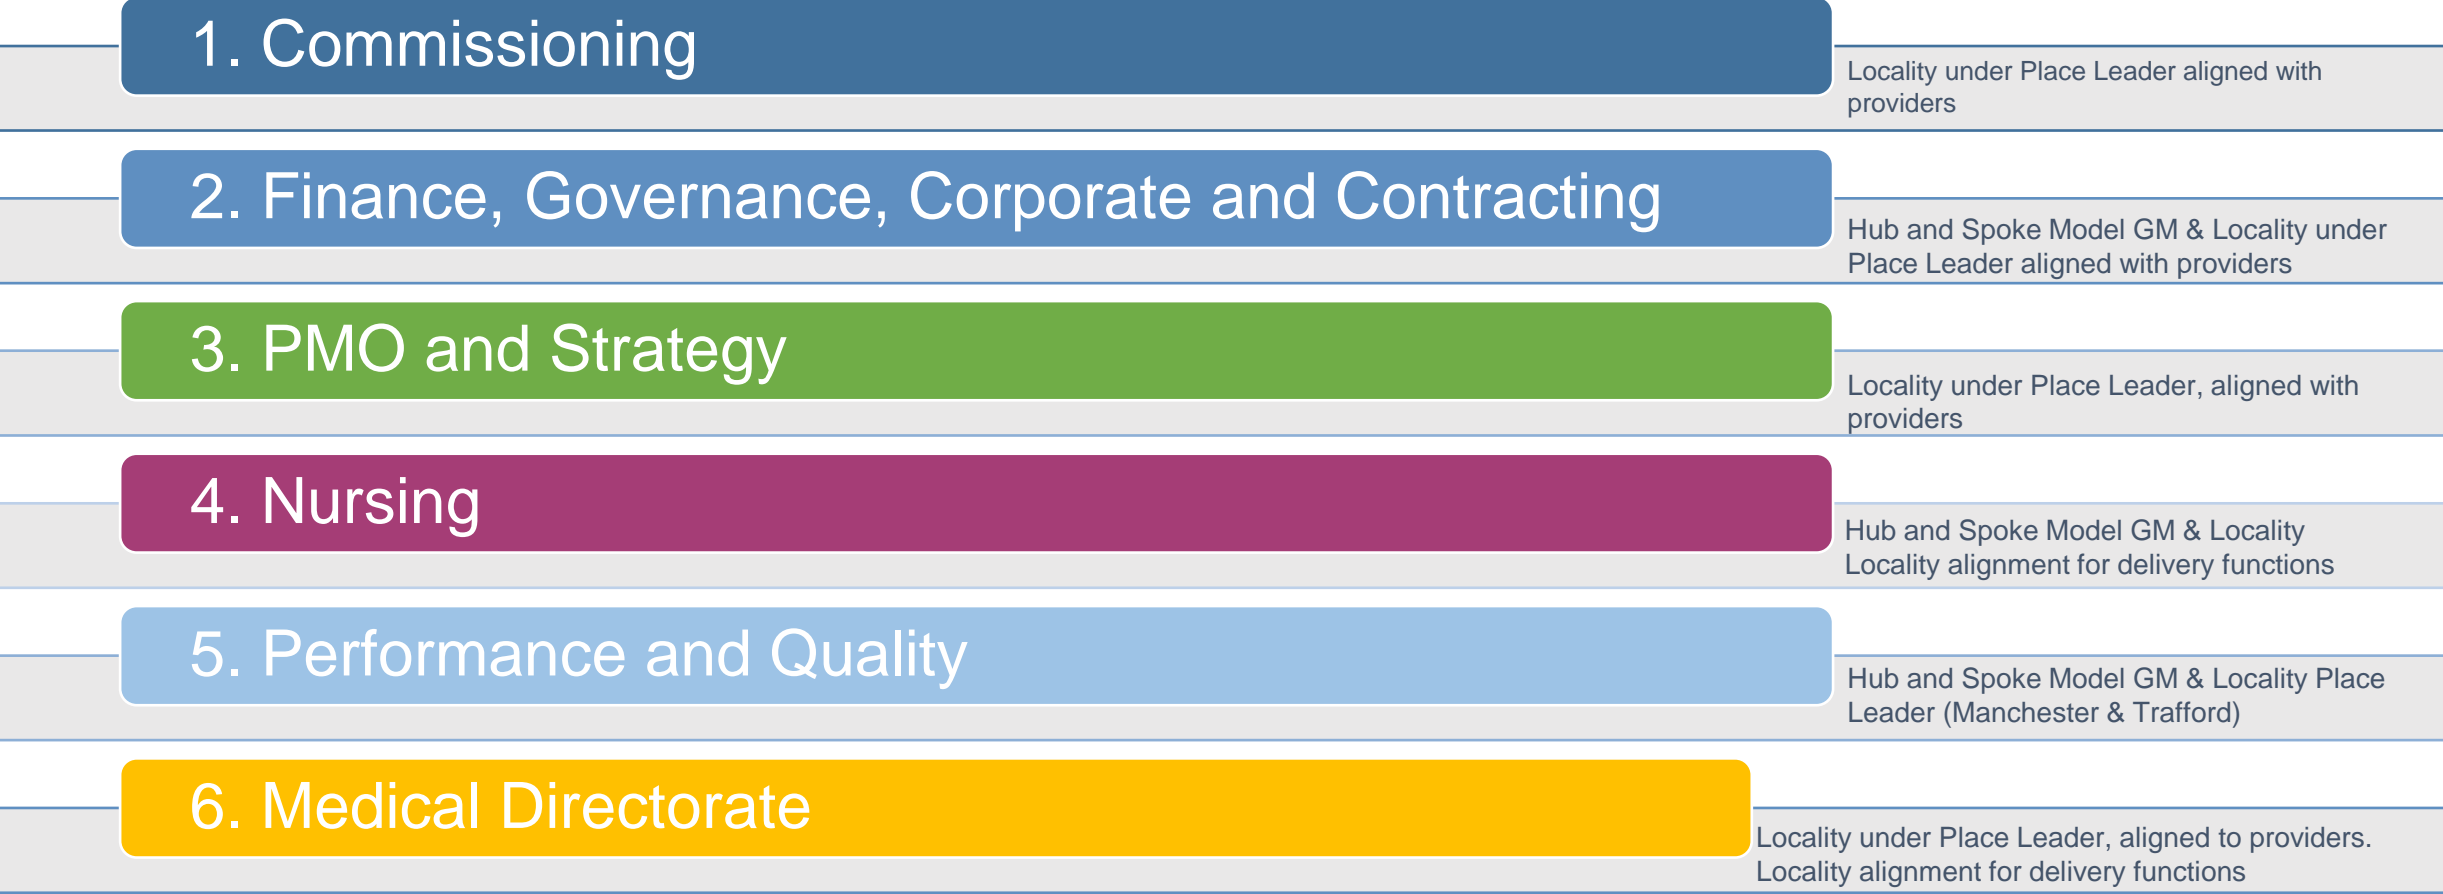 1. Commissioning
Locality under Place Leader aligned with
providers
2. Finance, Governance, Corporate and Contracting
Hub and Spoke Model GM & Locality under
Place Leader aligned with providers
3. PMO and Strategy
Locality under Place Leader, aligned with
providers
4. Nursing
Hub and Spoke Model GM & Locality
Locality alignment for delivery functions
5. Performance and Quality
Hub and Spoke Model GM & Locality Place
Leader (Manchester & Trafford)
6. Medical Directorate
Locality under Place Leader, aligned to providers.
Locality alignment for delivery functions